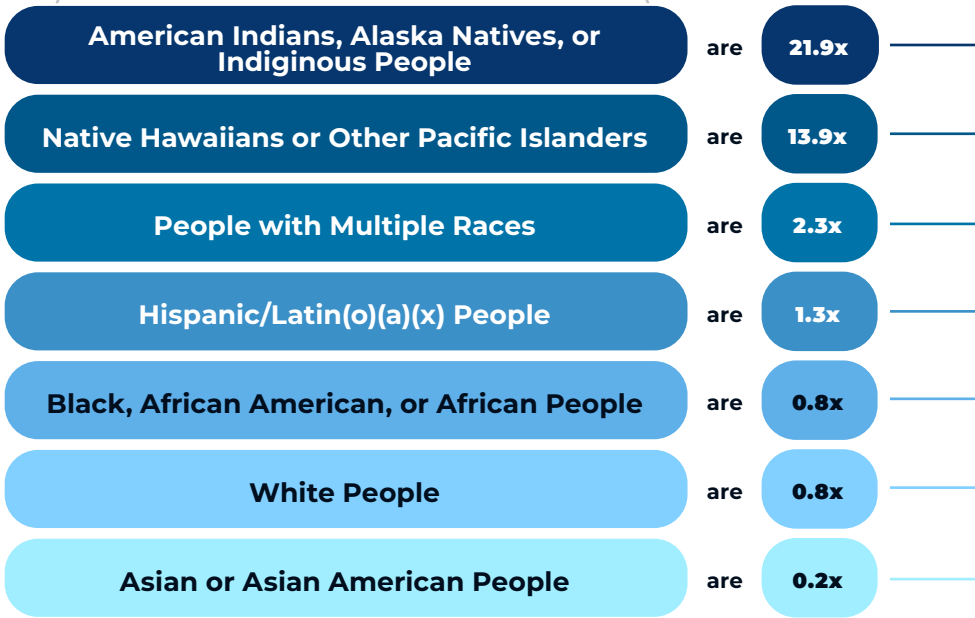 American Indians, Alaska Natives, or
Indiginous People
are
21.9x
Native Hawaiians or Other Pacific Islanders
are
13.9x
People with Multiple Races
are
2.3x
Hispanic/Latin(o)(a)(x) People
are
1.3x
Black, African American, or African People
are
0.8x
White People
are
0.8x
Asian or Asian American People
are
0.2x